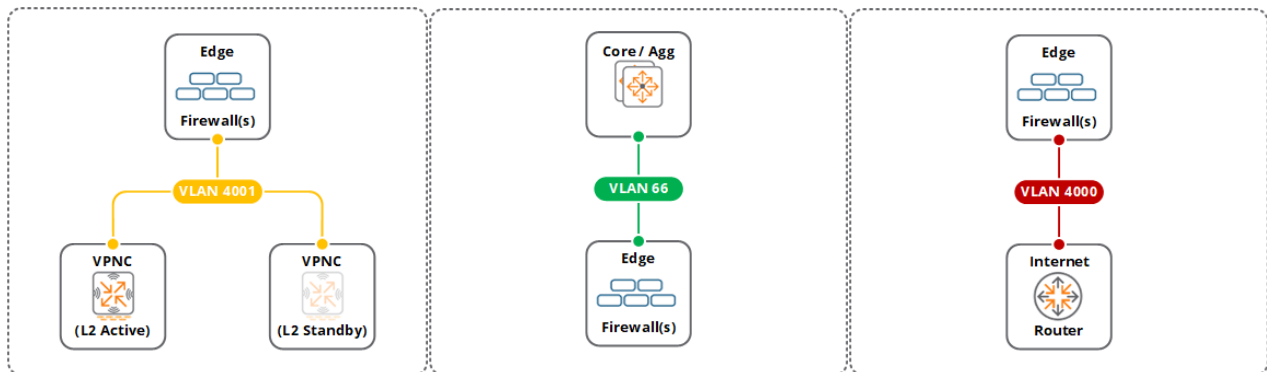 Edge
Firewall(s)
VLAN 4001
VPNC
(L2 Active)
VPNC
(L2 Standby)
Core / Agg
VLAN 66
Edge
Firewall(s)
Edge
Firewall(s)
VLAN 4000
Internet
Router